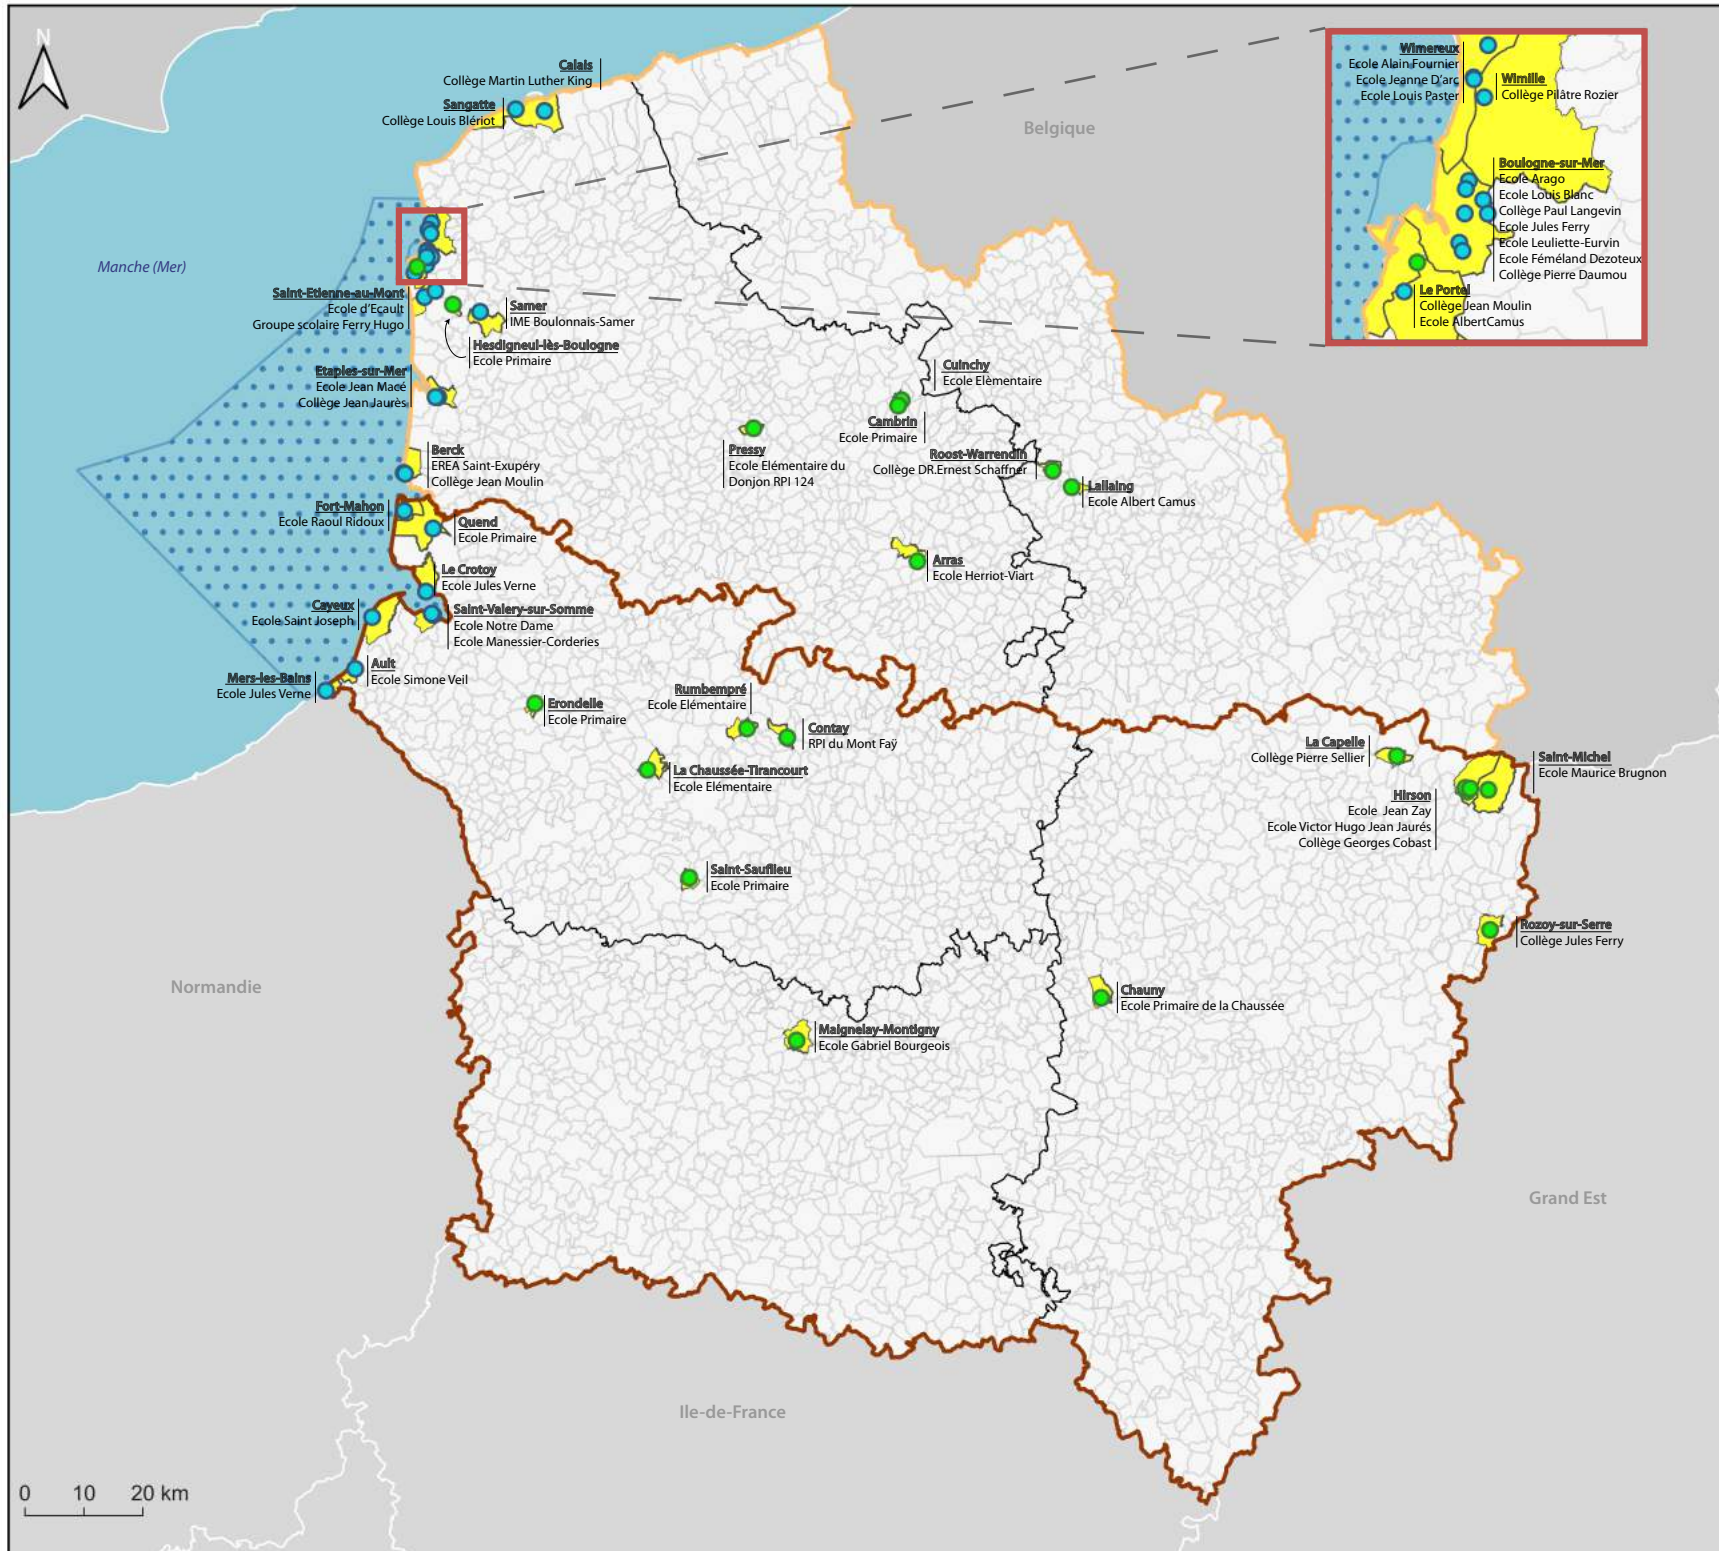 N
Calais
Collège Martin Luther King
Sangatte
Collège Louis Blériot
Belgique
Wimereux
Ecole Alain Fournier
Ecole Jeanne D'arc
Ecole Louis Paster
Wimille
Collège Pilâtre Rozier
Boulogne-sur-Mer
Ecole Arago
Ecole Louis Blanc
Collège Paul Langevin
Ecole Jules Ferry
Ecole Leuliette-Eurvin
Ecole Féméland Dezoteux
Collège Pierre Daumou
Le Portel
Collège Jean Moulin
Ecole AlbertCamus
Manche (Mer)
Saint-Etienne-au-Mont
Ecole d'Ecault
Groupe scolaire Ferry Hugo
Samer
IME Boulonnais-Samer
Hesdigneul-lès-Boulogne
Ecole Primaire
Etaples-sur-Mer
Ecole Jean Macé
Collège Jean Jaurès
Cuinchy
Ecole Elèmentaire
Cambrin
Ecole Primaire
Pressy
Ecole Elémentaire du
Donjon RPI 124
Berck
EREA Saint-Exupéry
Collège Jean Moulin
Roost-Warrendin
Collège DR.Ernest Schaffner
Lallaing
Ecole Albert Camus
Fort-Mahon
Ecole Raoul Ridoux
Quend
Ecole Primaire
Arras
Ecole Herriot-Viart
Le Crotoy
Ecole Jules Verne
Cayeux
Ecole Saint Joseph
Saint-Valery-sur-Somme
Ecole Notre Dame
Ecole Manessier-Corderies
Ault
Ecole Simone Veil
Mers-les-Bains
Ecole Jules Verne
Erondelle
Ecole Primaire
Rumbempré
Ecole Elémentaire
Contay
RPI du Mont Faÿ
La Chaussée-Tirancourt
Ecole Elémentaire
La Capelle
Collège Pierre Sellier
Saint-Michel
Ecole Maurice Brugnon
Hirson
Ecole Jean Zay
Ecole Victor Hugo Jean Jaurés
Collège Georges Cobast
Saint-Sauflieu
Ecole Primaire
Rozoy-sur-Serre
Collège Jules Ferry
Normandie
Chauny
Ecole Primaire de la Chaussée
Maignelay-Montigny
Ecole Gabriel Bourgeois
Grand Est
Ile-de-France
0 10 20 km